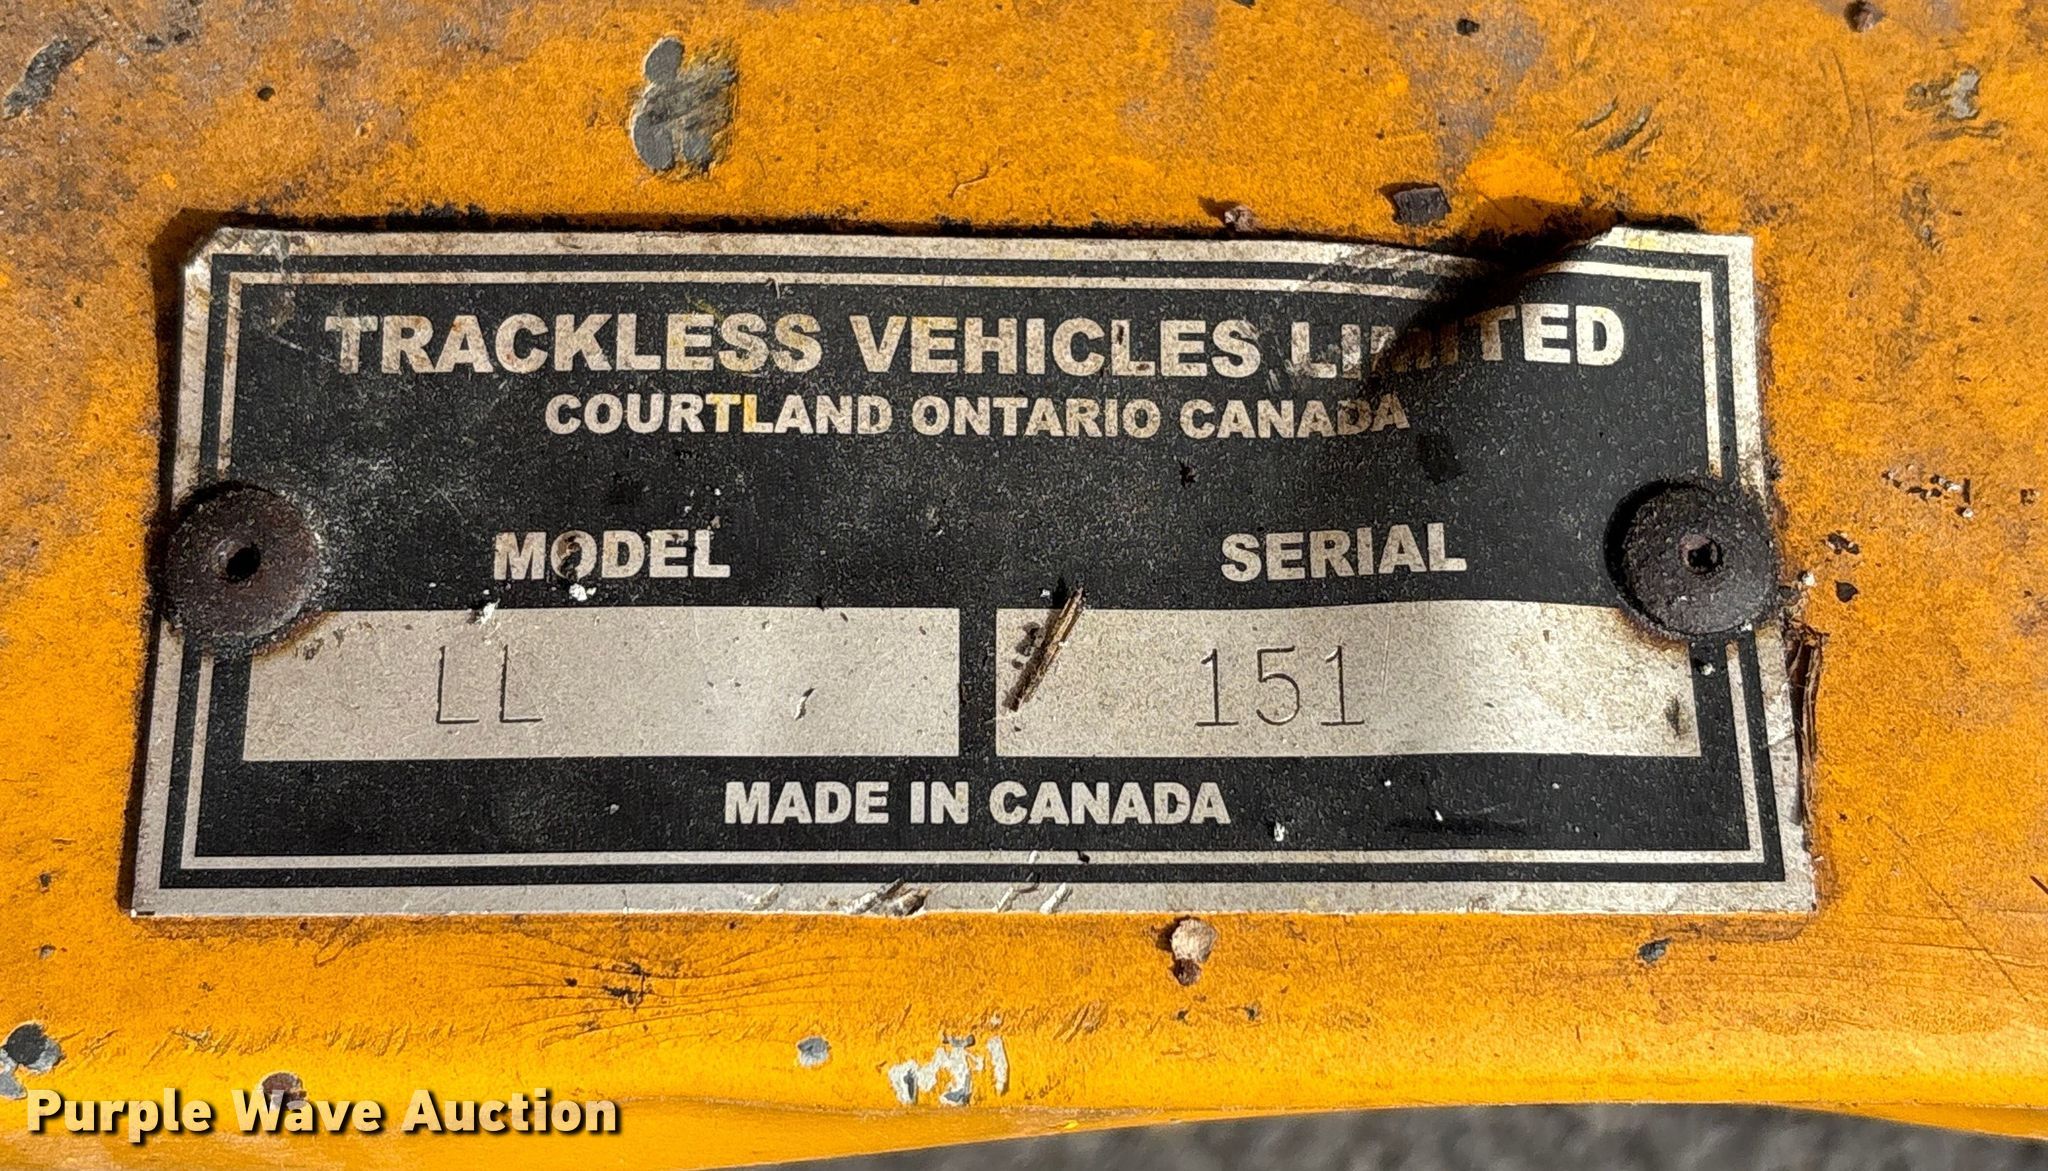 TRACKLESS VEHICLES LIMITED
COURTLAND ONTARIO CANADA
MODEL SERIAL
LL 151
MADE IN CANADA
Purple Wave Auction